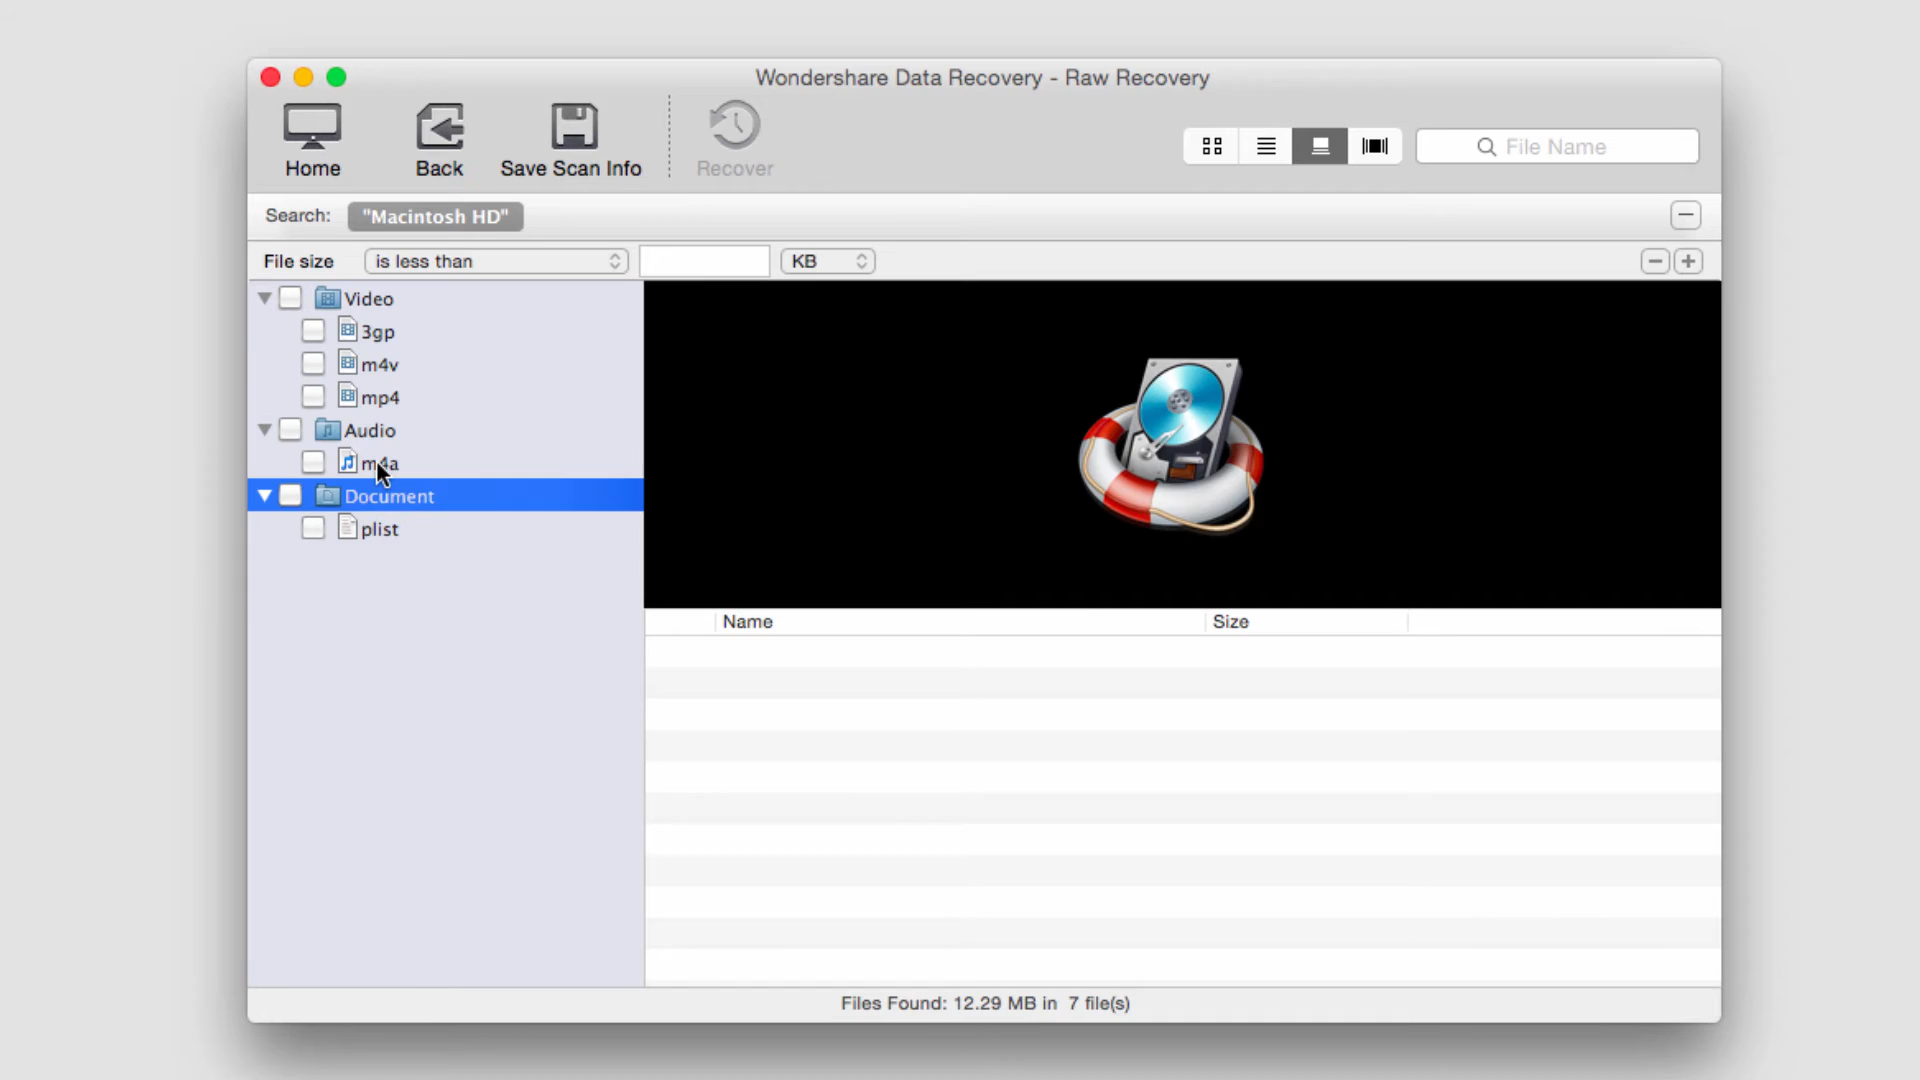 Wondershare Data Recovery - Raw Recovery
Home
Back
Save Scan Info
Recover
File Name
Search:
"Macintosh HD"
File size
is less than
KB
Video
3gp
m4v
mp4
Audio
m4a
Document
plist
Name
Size
Files Found: 12.29 MB in 7 file(s)